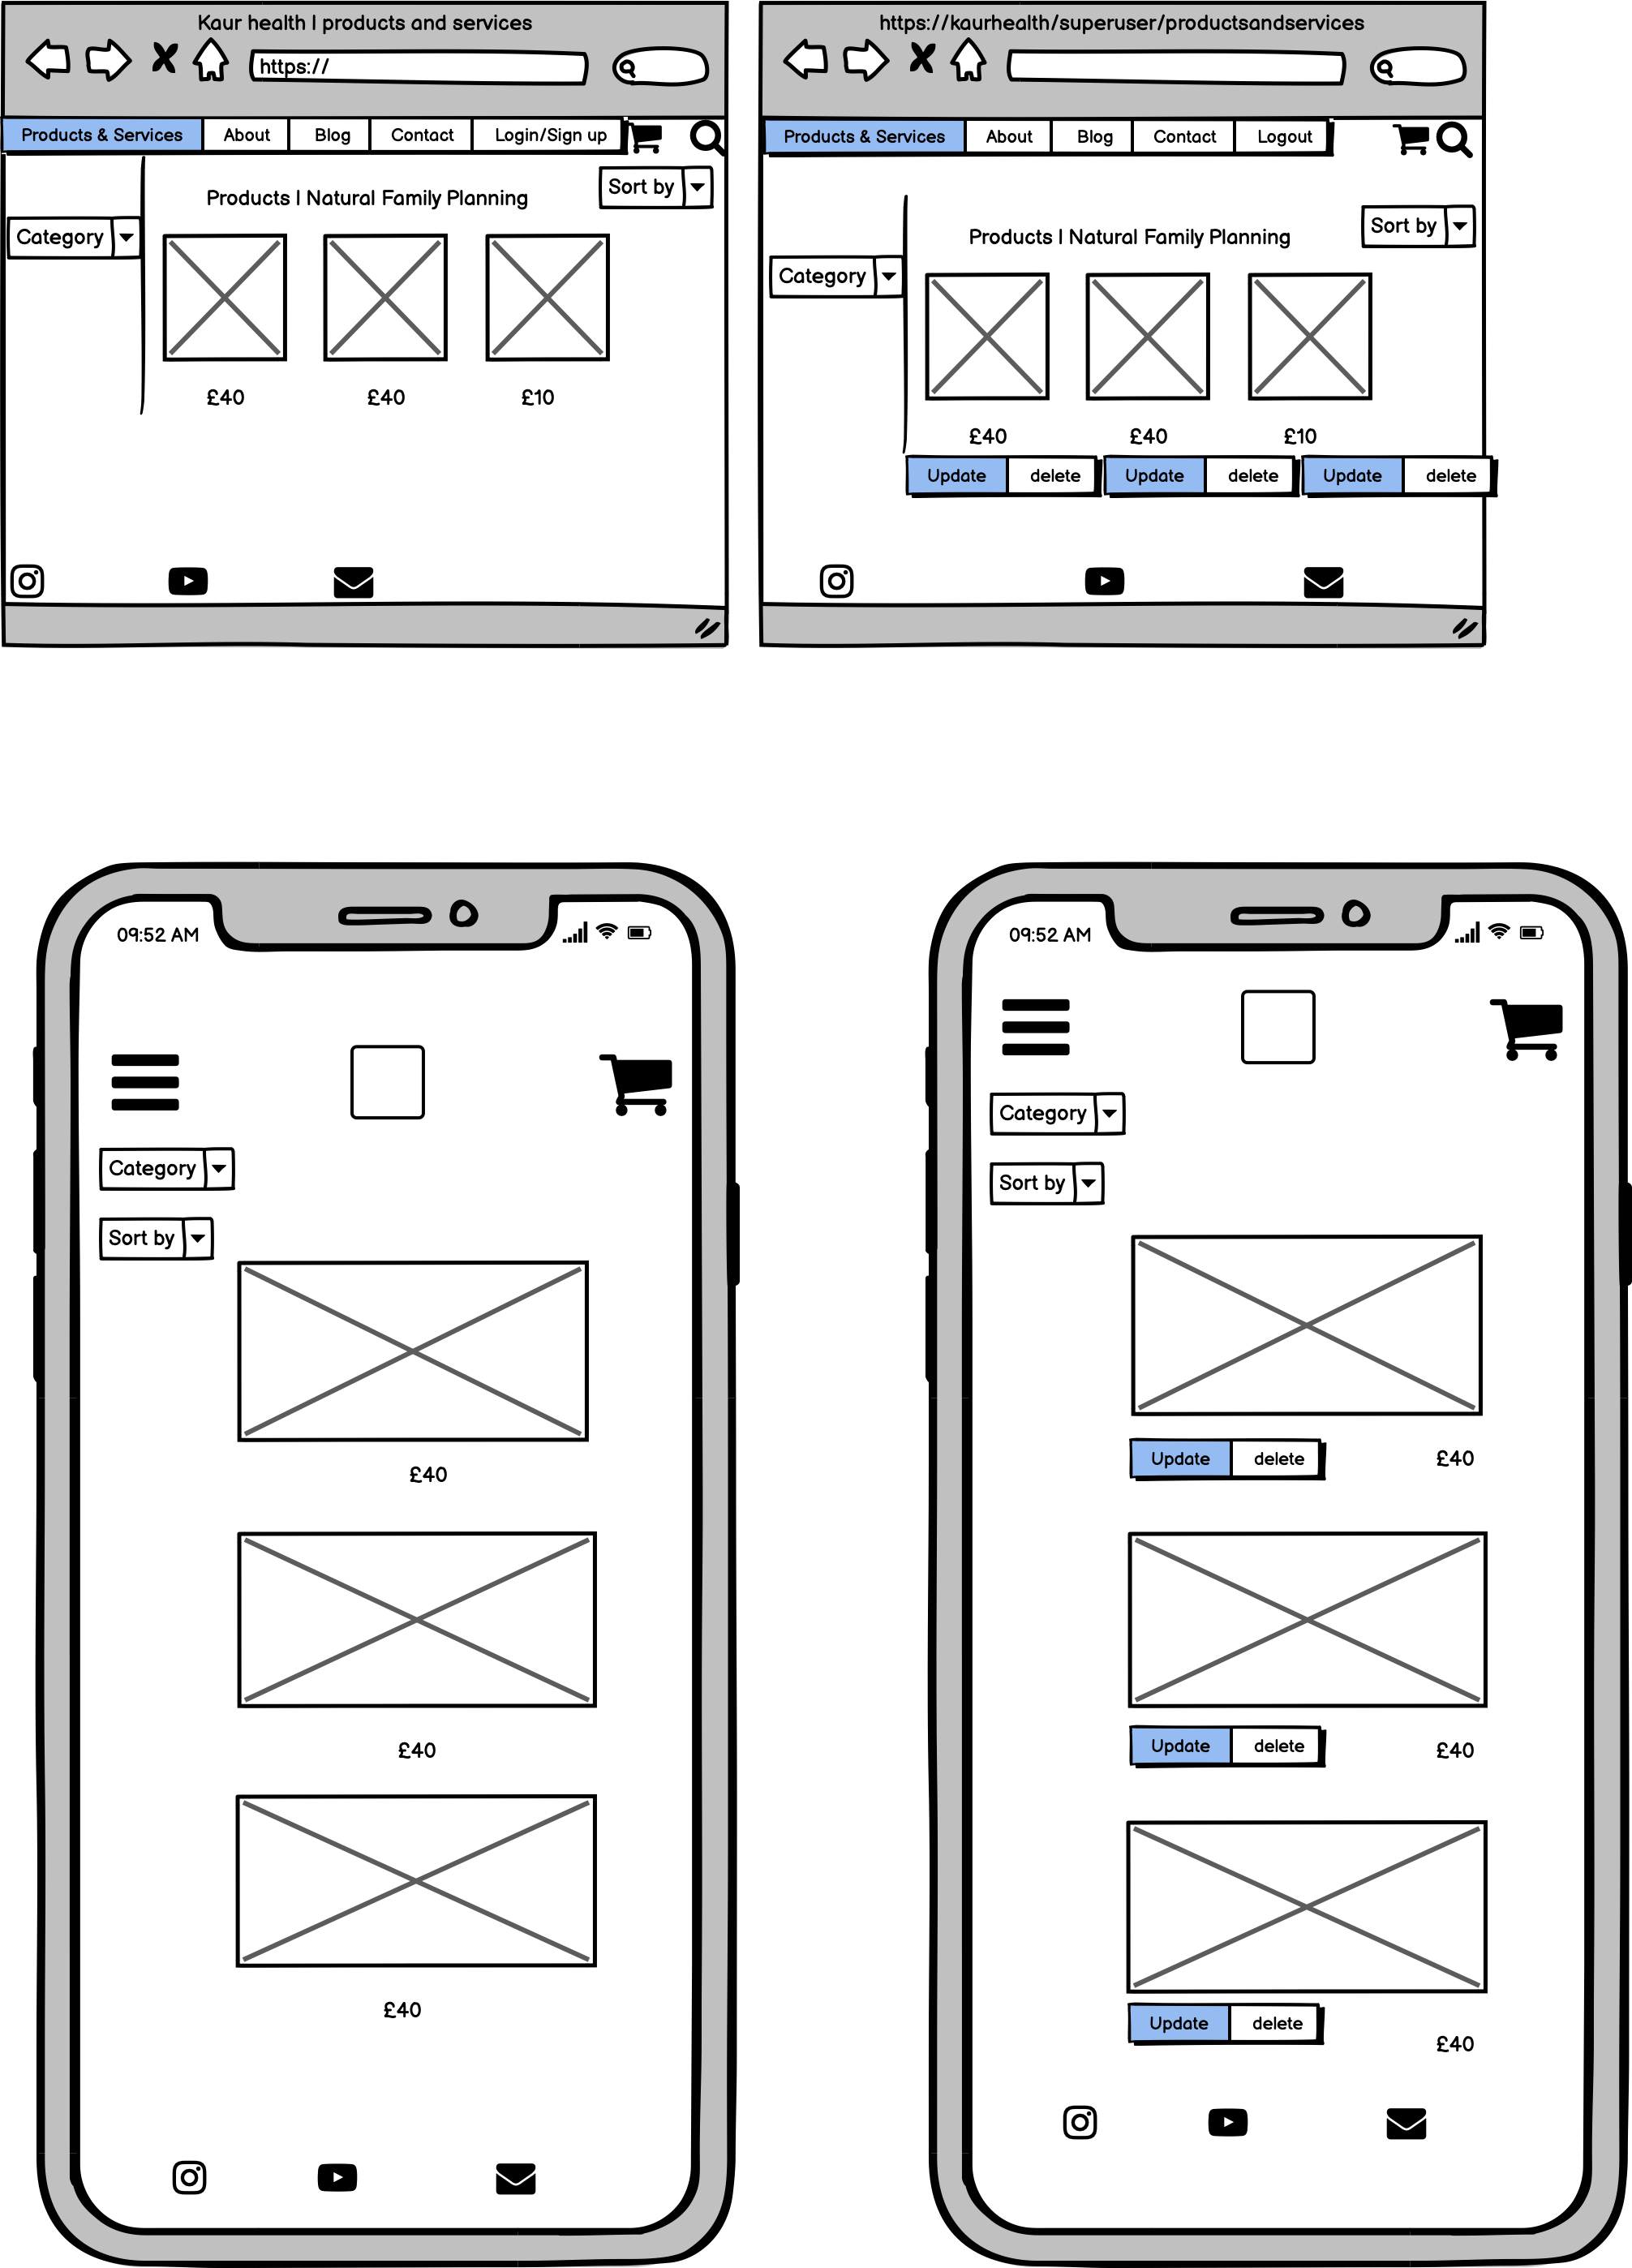 Kaur health | products and services
https://
Products & Services About Blog Contact Login/Sign up
Sort by
Products | Natural Family Planning
Category
£40 £40 £10
https://kaurhealth/superuser/productsandservices
Products & Services About Blog Contact Logout
Sort by
Products | Natural Family Planning
Category
£40 £40 £10
Update delete Update delete Update delete
09:52 AM
Category
Sort by
£40
£40
£40
09:52 AM
Category
Sort by
Update delete £40
Update delete £40
Update delete
£40